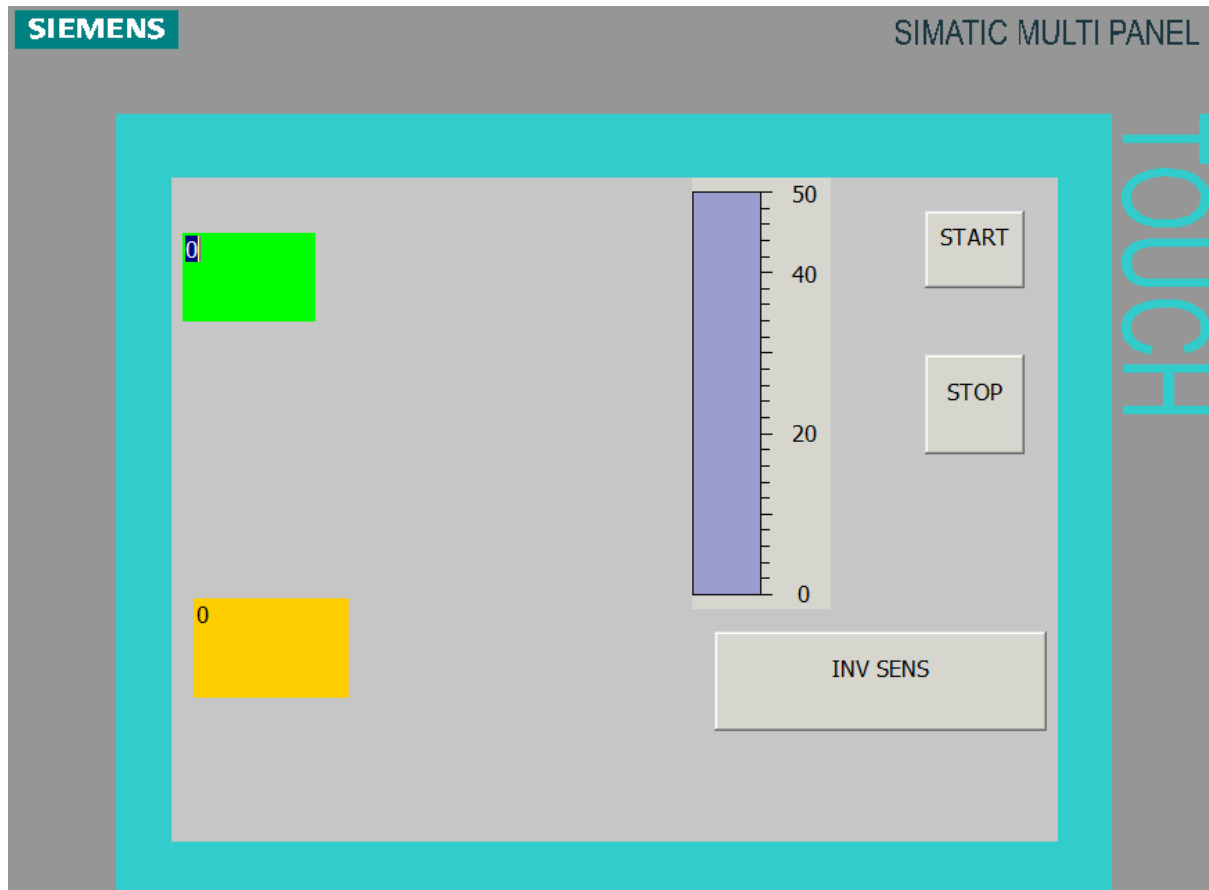 SIEMENS
SIMATIC MULTI PANEL
TOUCH
0
50
40
20
0
START
STOP
0
INV SENS